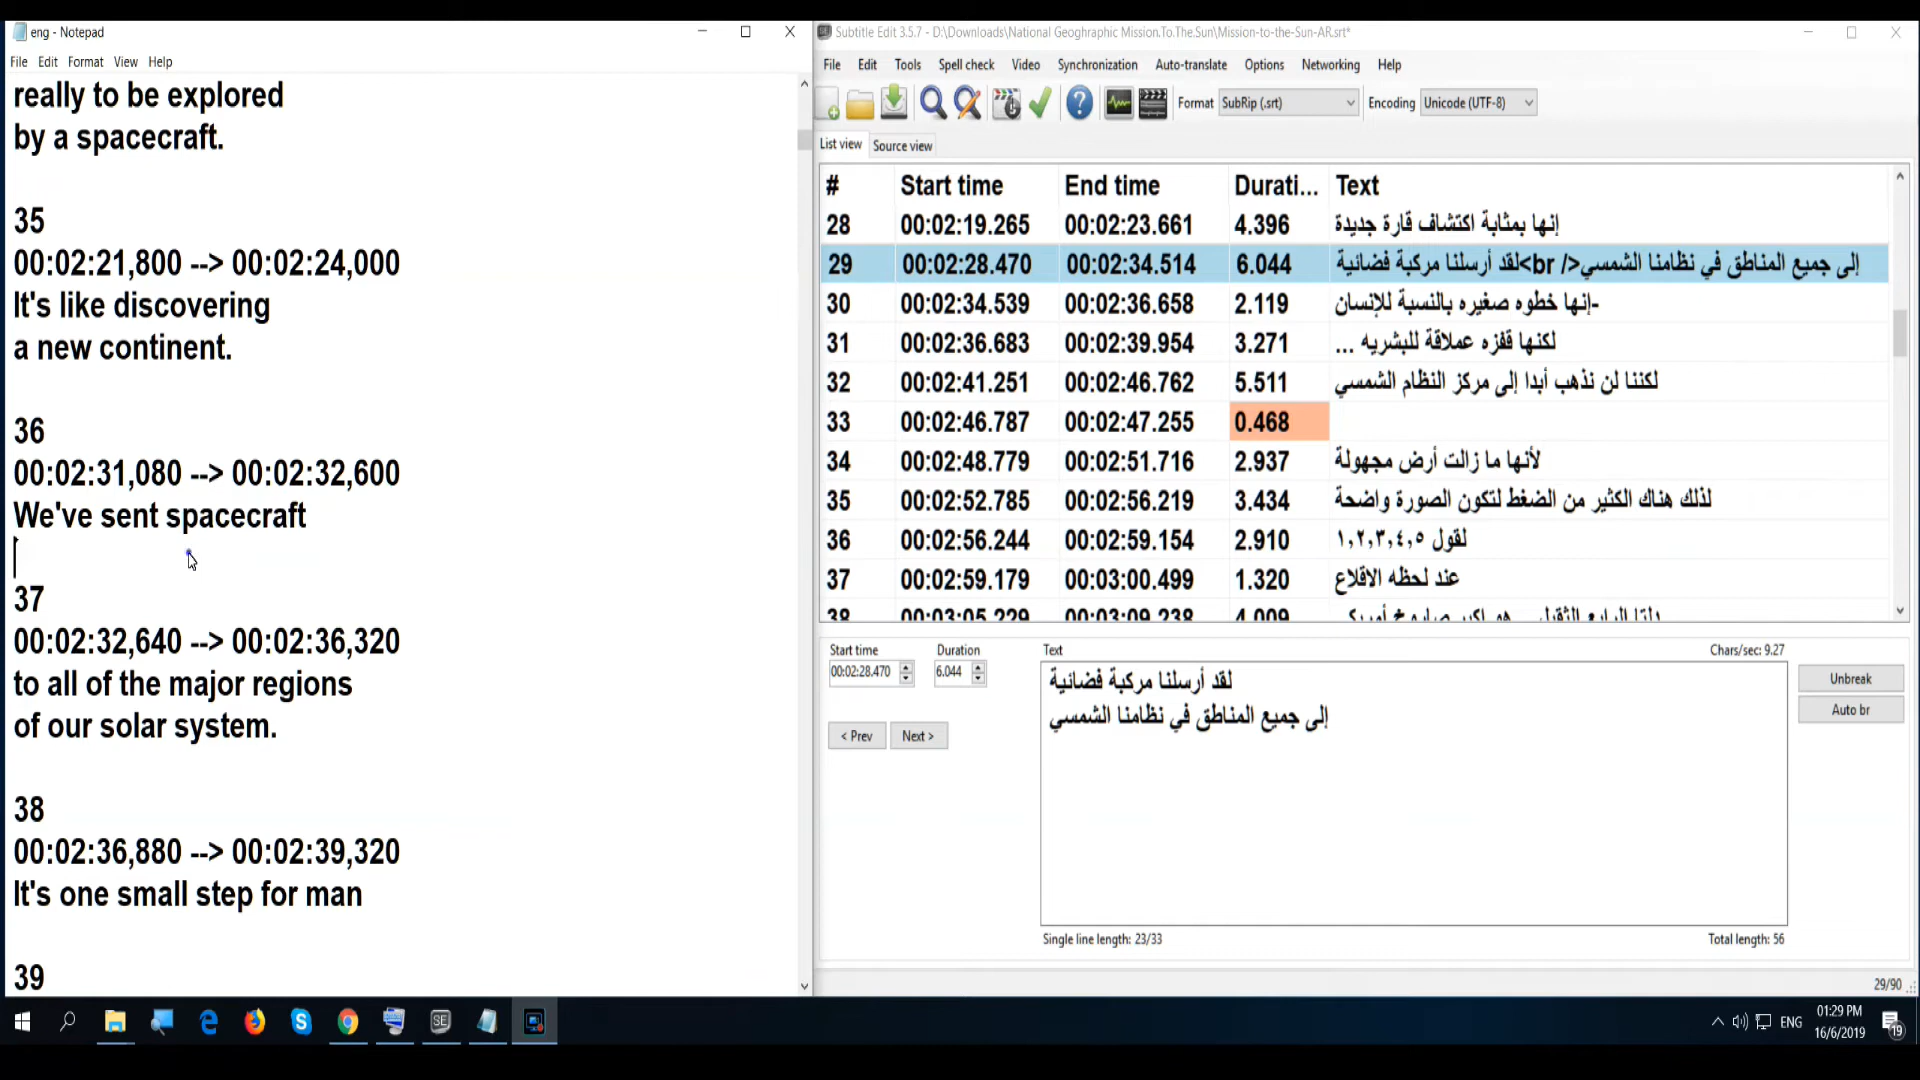 eng - Notepad
File Edit Format View Help
really to be explored
by a spacecraft.
35
00:02:21,800 --> 00:02:24,000
It's like discovering
a new continent.
36
00:02:31,080 --> 00:02:32,600
We've sent spacecraft
37
00:02:32,640 --> 00:02:36,320
to all of the major regions
of our solar system.
38
00:02:36,880 --> 00:02:39,320
It's one small step for man
39
Subtitle Edit 3.5.7 - D:\Downloads\National Geoghraphic Mission.To.The.Sun\Mission-to-the-Sun-AR.srt*
File Edit Tools Spell check Video Synchronization Auto-translate Options Networking Help
Format SubRip (.srt) Encoding Unicode (UTF-8)
List view Source view
# Start time End time Durati... Text
28 00:02:19.265 00:02:23.661 4.396 إنها بمثابة اكتشاف قارة جديدة
29 00:02:28.470 00:02:34.514 6.044 لقد أرسلنا مركبة فضائية<br />إلى جميع المناطق في نظامنا الشمسي
30 00:02:34.539 00:02:36.658 2.119 -إنها خطوه صغيره بالنسبة للإنسان
31 00:02:36.683 00:02:39.954 3.271 لكنها قفزه عملاقة للبشريه ...
32 00:02:41.251 00:02:46.762 5.511 لكننا لن نذهب أبدا إلى مركز النظام الشمسي
33 00:02:46.787 00:02:47.255 0.468
34 00:02:48.779 00:02:51.716 2.937 لأنها ما زالت أرض مجهولة
35 00:02:52.785 00:02:56.219 3.434 لذلك هناك الكثير من الضغط لتكون الصورة واضحة
36 00:02:56.244 00:02:59.154 2.910 لقول ١,٢,٣,٤,٥
37 00:02:59.179 00:03:00.499 1.320 عند لحظه الاقلاع
38 00:03:05.229 00:03:09.238 4.009
Start time Duration Text Chars/sec: 9.27
00:02:28.470 6.044
لقد أرسلنا مركبة فضائية
إلى جميع المناطق في نظامنا الشمسي
Unbreak
Auto br
< Prev Next >
Single line length: 23/33 Total length: 56
29/90
SE
ENG
01:29 PM
16/6/2019
19